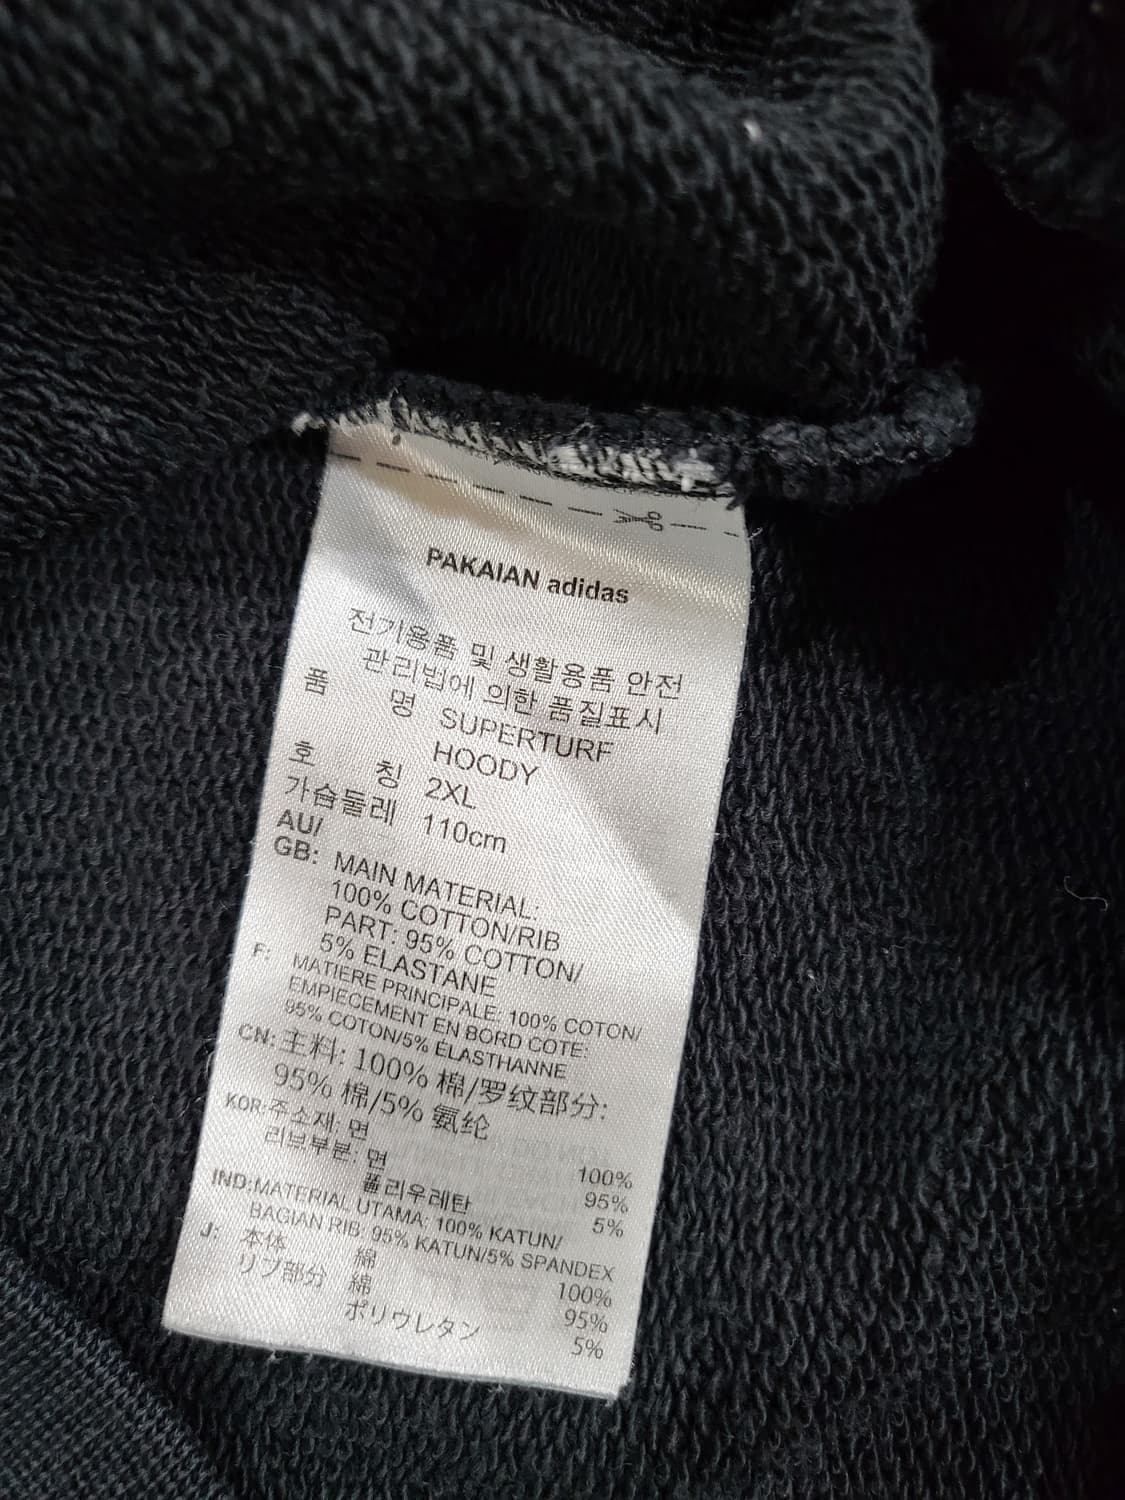 PAKAIAN adidas
전기용품 및 생활용품 안전
관리법에 의한 품질표시
품 명 SUPERTURF
HOODY
호 칭 2XL
가슴둘레 110cm
AU/
GB: MAIN MATERIAL:
100% COTTON/RIB
PART: 95% COTTON/
5% ELASTANE
F: MATIERE PRINCIPALE: 100% COTON/
EMPIECEMENT EN BORD COTE:
95% COTON/5% ÉLASTHANNE
CN: 主料: 100% 棉/罗纹部分:
95% 棉/5% 氨纶
KOR: 주소재: 면 100%
리브부분: 면 95%
폴리우레탄 5%
IND: MATERIAL UTAMA: 100% KATUN/
BAGIAN RIB: 95% KATUN/5% SPANDEX
J: 本体 綿 100%
リブ部分 綿 95%
ポリウレタン 5%